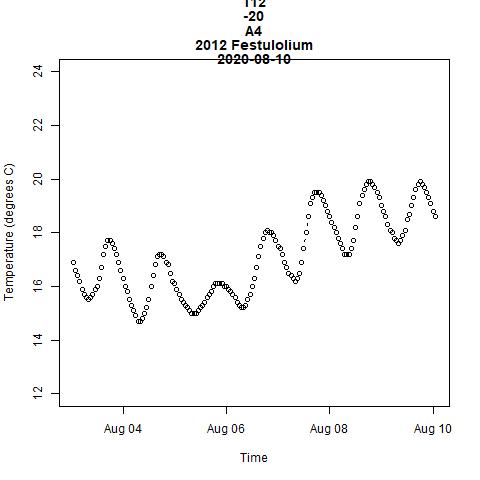 T12
-20
A4
2012 Festulolium
2020-08-10
24
22
20
18
16
14
12
Temperature (degrees C)
Aug 04
Aug 06
Aug 08
Aug 10
Time